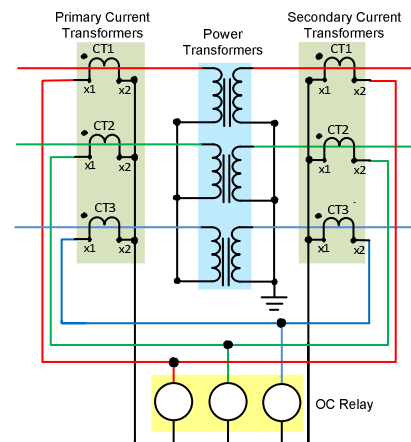 Primary Current
Transformers
Power
Transformers
Secondary Current
Transformers
CT1
x1
x2
CT1
x1
x2
CT2
x1
x2
CT2
x1
x2
CT3
x1
x2
CT3
x1
x2
OC Relay